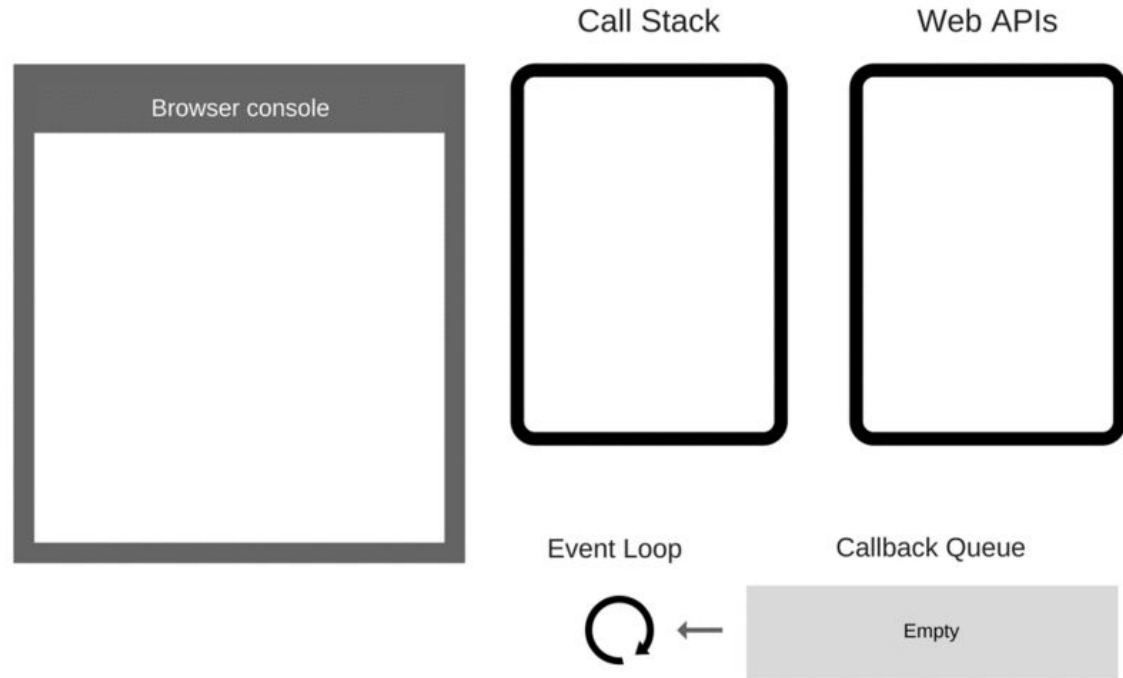 Call Stack
Web APIs
Browser console
Event Loop
Callback Queue
Empty